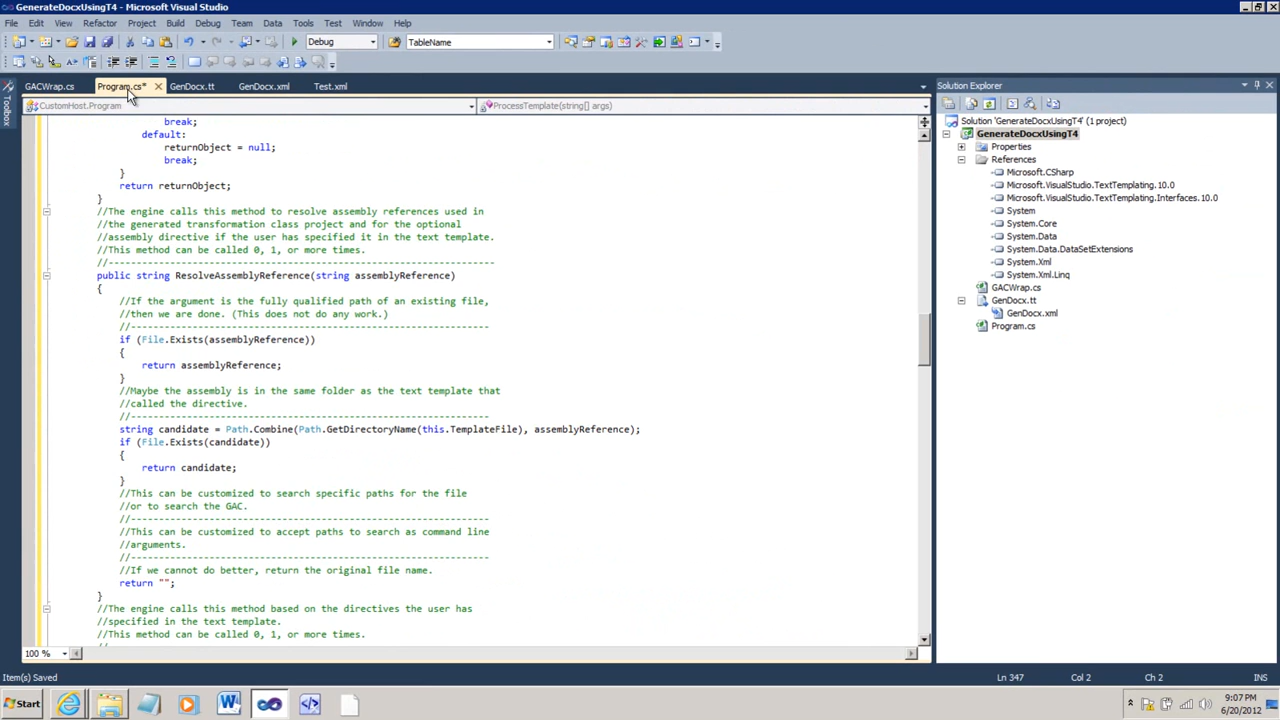 GenerateDocxUsingT4 - Microsoft Visual Studio
File Edit View Refactor Project Build Debug Team Data Tools Test Window Help
Debug TableName
GACWrap.cs Program.cs* GenDocx.tt GenDocx.xml Test.xml
CustomHost.Program ProcessTemplate(string[] args)
Toolbox
break;
default:
returnObject = null;
break;
}
return returnObject;
}
//The engine calls this method to resolve assembly references used in
//the generated transformation class project and for the optional
//assembly directive if the user has specified it in the text template.
//This method can be called 0, 1, or more times.
//---------------------------------------------------------------------
public string ResolveAssemblyReference(string assemblyReference)
{
//If the argument is the fully qualified path of an existing file,
//then we are done. (This does not do any work.)
//----------------------------------------------------------------
if (File.Exists(assemblyReference))
{
return assemblyReference;
}
//Maybe the assembly is in the same folder as the text template that
//called the directive.
//----------------------------------------------------------------
string candidate = Path.Combine(Path.GetDirectoryName(this.TemplateFile), assemblyReference);
if (File.Exists(candidate))
{
return candidate;
}
//This can be customized to search specific paths for the file
//or to search the GAC.
//----------------------------------------------------------------
//This can be customized to accept paths to search as command line
//arguments.
//----------------------------------------------------------------
//If we cannot do better, return the original file name.
return "";
}
//The engine calls this method based on the directives the user has
//specified in the text template.
//This method can be called 0, 1, or more times.
100 %
Solution Explorer
Solution 'GenerateDocxUsingT4' (1 project)
GenerateDocxUsingT4
Properties
References
Microsoft.CSharp
Microsoft.VisualStudio.TextTemplating.10.0
Microsoft.VisualStudio.TextTemplating.Interfaces.10.0
System
System.Core
System.Data
System.Data.DataSetExtensions
System.Xml
System.Xml.Linq
GACWrap.cs
GenDocx.tt
GenDocx.xml
Program.cs
Item(s) Saved Ln 347 Col 2 Ch 2 INS
Start
9:07 PM
6/20/2012